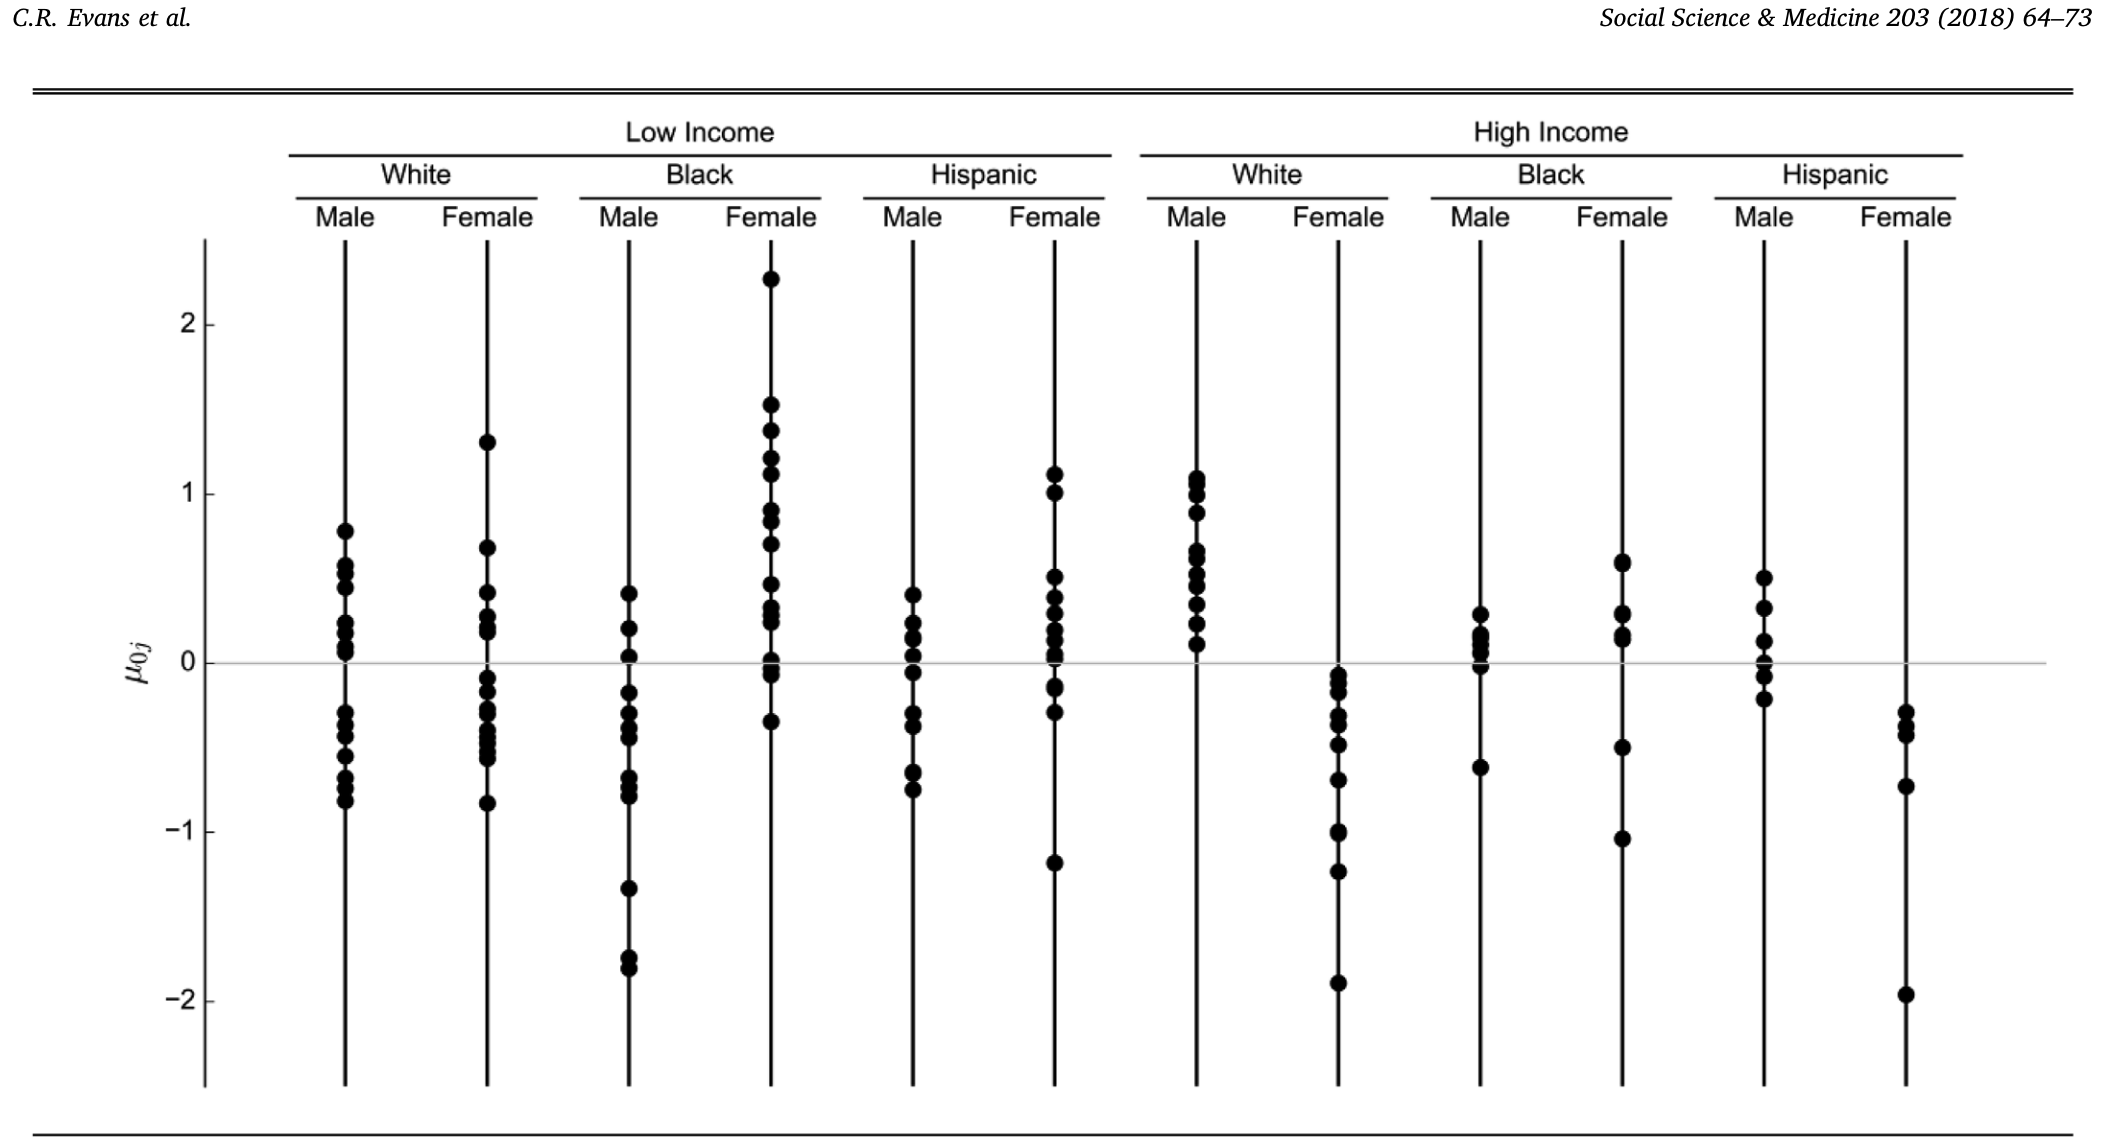 C.R. Evans et al.
Social Science & Medicine 203 (2018) 64–73
Low Income High Income
White Black Hispanic White Black Hispanic
Male Female Male Female Male Female Male Female Male Female Male Female
2
1
0
−1
−2
μ0j